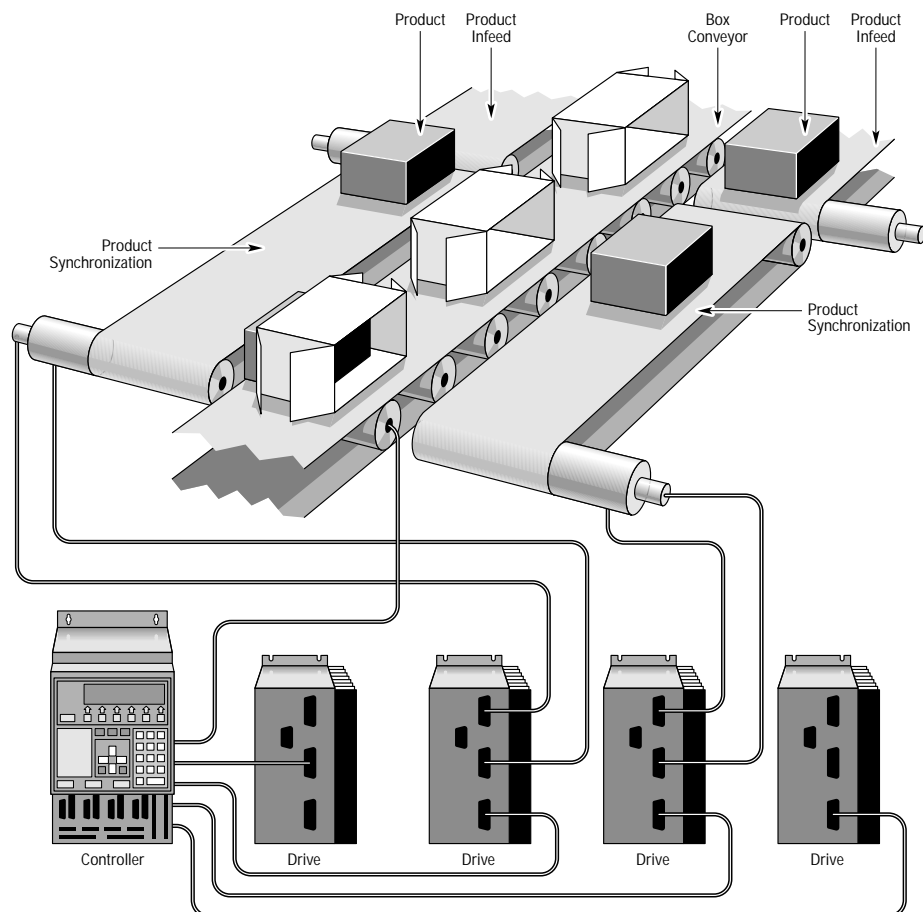 Product
Product
Infeed
Box
Conveyor
Product
Product
Infeed
Product
Synchronization
Product
Synchronization
Controller
Drive
Drive
Drive
Drive